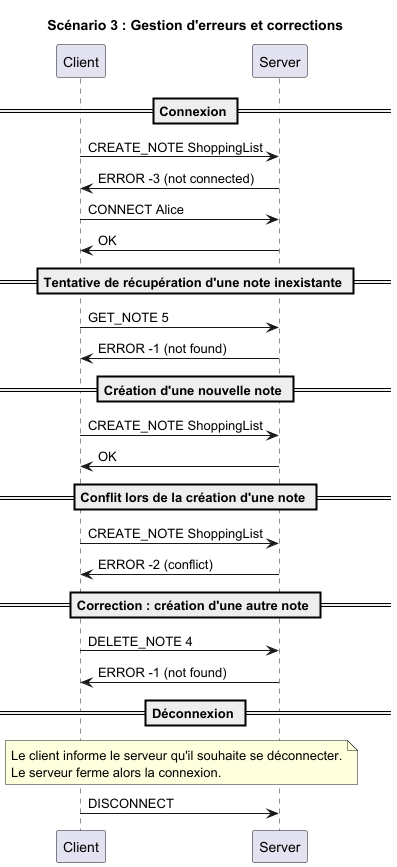 Scénario 3 : Gestion d'erreurs et corrections
Client
Server
Connexion
CREATE_NOTE ShoppingList
ERROR -3 (not connected)
CONNECT Alice
OK
Tentative de récupération d'une note inexistante
GET_NOTE 5
ERROR -1 (not found)
Création d'une nouvelle note
CREATE_NOTE ShoppingList
OK
Conflit lors de la création d'une note
CREATE_NOTE ShoppingList
ERROR -2 (conflict)
Correction : création d'une autre note
DELETE_NOTE 4
ERROR -1 (not found)
Déconnexion
Le client informe le serveur qu'il souhaite se déconnecter.
Le serveur ferme alors la connexion.
DISCONNECT
Client
Server